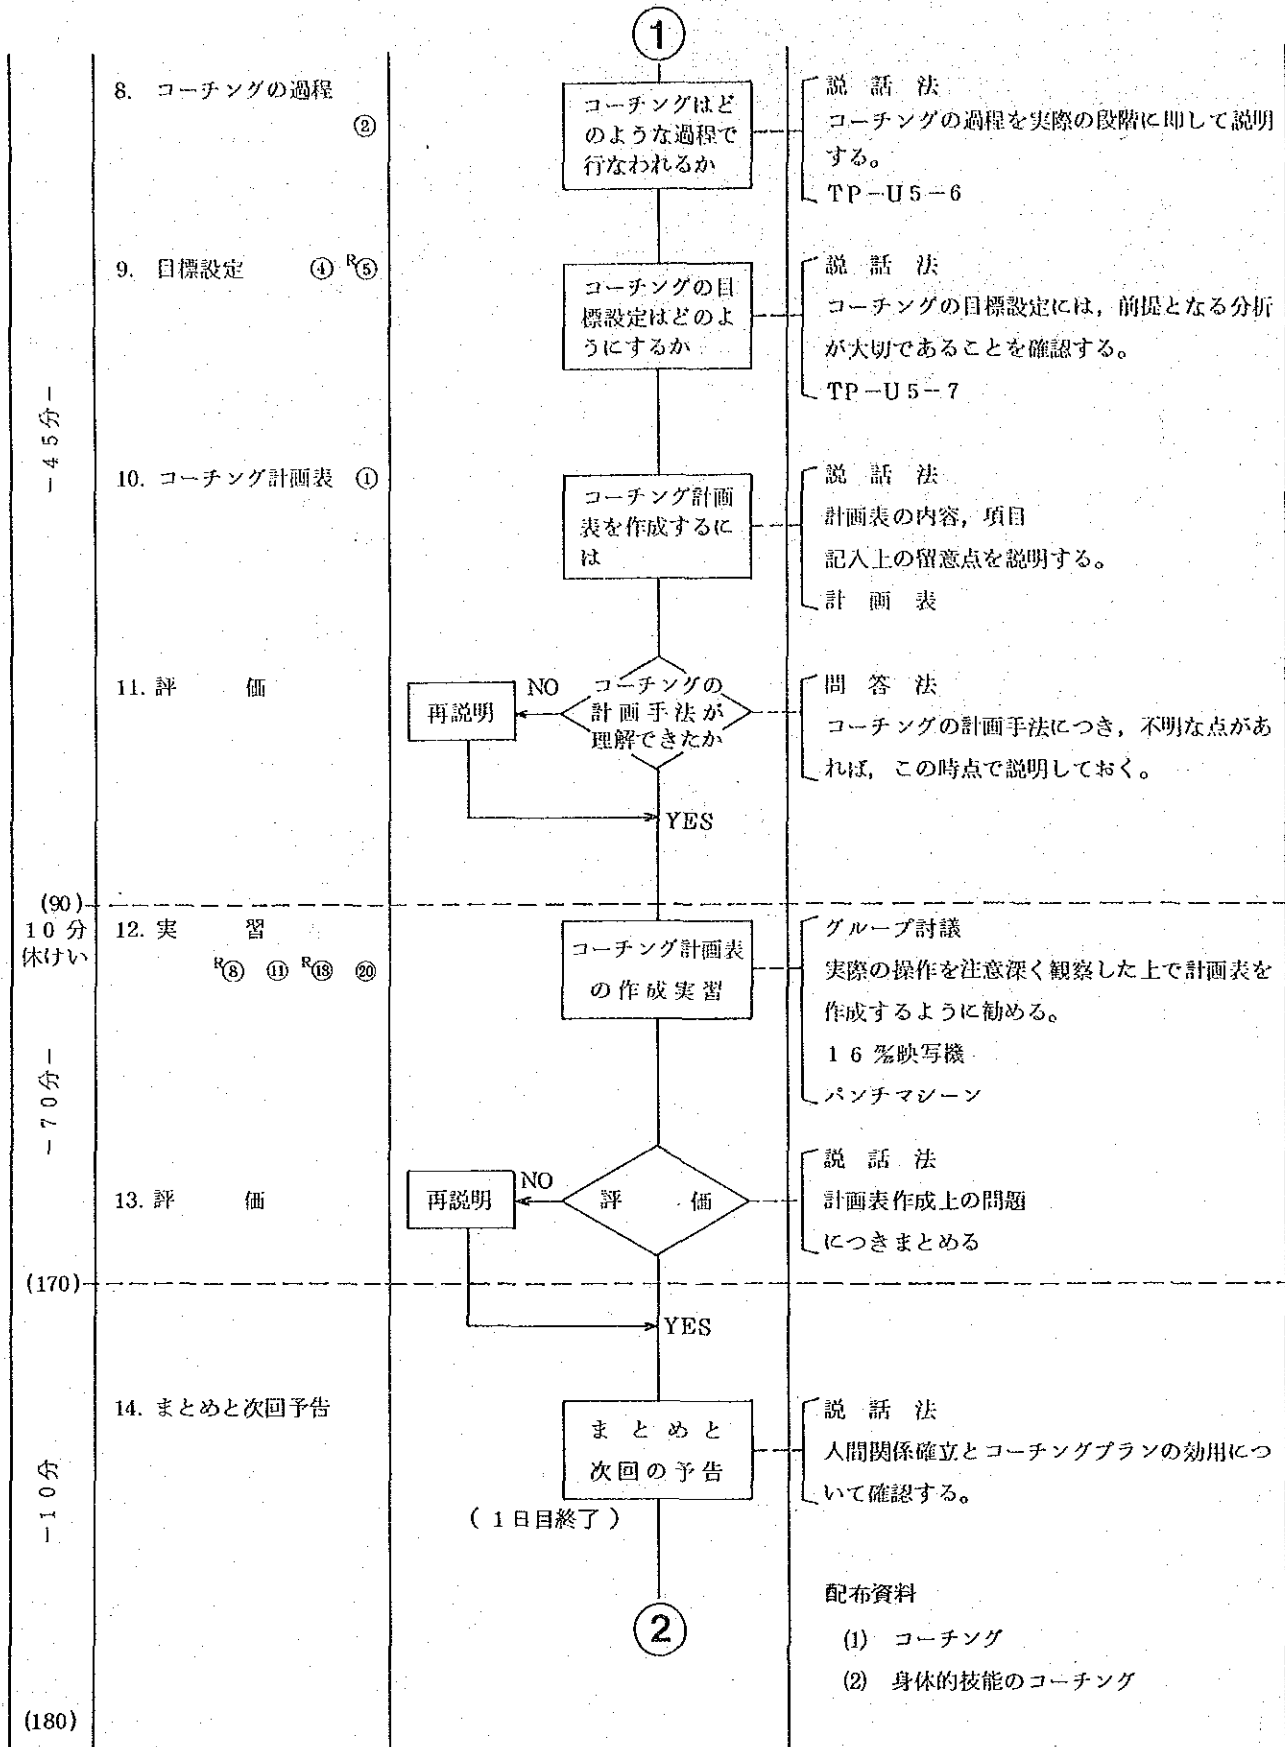 ①
8. コーチングの過程
②
コーチングはど
のような過程で
行なわれるか
説話法
コーチングの過程を実際の段階に即して説明
する。
TP-U5-6
9. 目標設定 ④ R⑤
コーチングの目
標設定はどのよ
うにするか
説話法
コーチングの目標設定には，前提となる分析
が大切であることを確認する。
TP-U5-7
-45分-
10. コーチング計画表 ①
コーチング計画
表を作成するに
は
説話法
計画表の内容，項目
記入上の留意点を説明する。
計画表
11. 評価
再説明
NO
コーチングの
計画手法が
理解できたか
YES
問答法
コーチングの計画手法につき，不明な点があ
れば，この時点で説明しておく。
(90)
10分
休けい
12. 実習
R⑧ ⑪ R⑱ ⑳
コーチング計画表
の作成実習
グループ討議
実際の操作を注意深く観察した上で計画表を
作成するように勧める。
16㎜映写機
パンチマシーン
-70分-
13. 評価
再説明
NO
評価
YES
説話法
計画表作成上の問題
につきまとめる
(170)
14. まとめと次回予告
まとめと
次回の予告
説話法
人間関係確立とコーチングプランの効用につ
いて確認する。
-10分
(1日目終了)
②
配布資料
(1) コーチング
(2) 身体的技能のコーチング
(180)